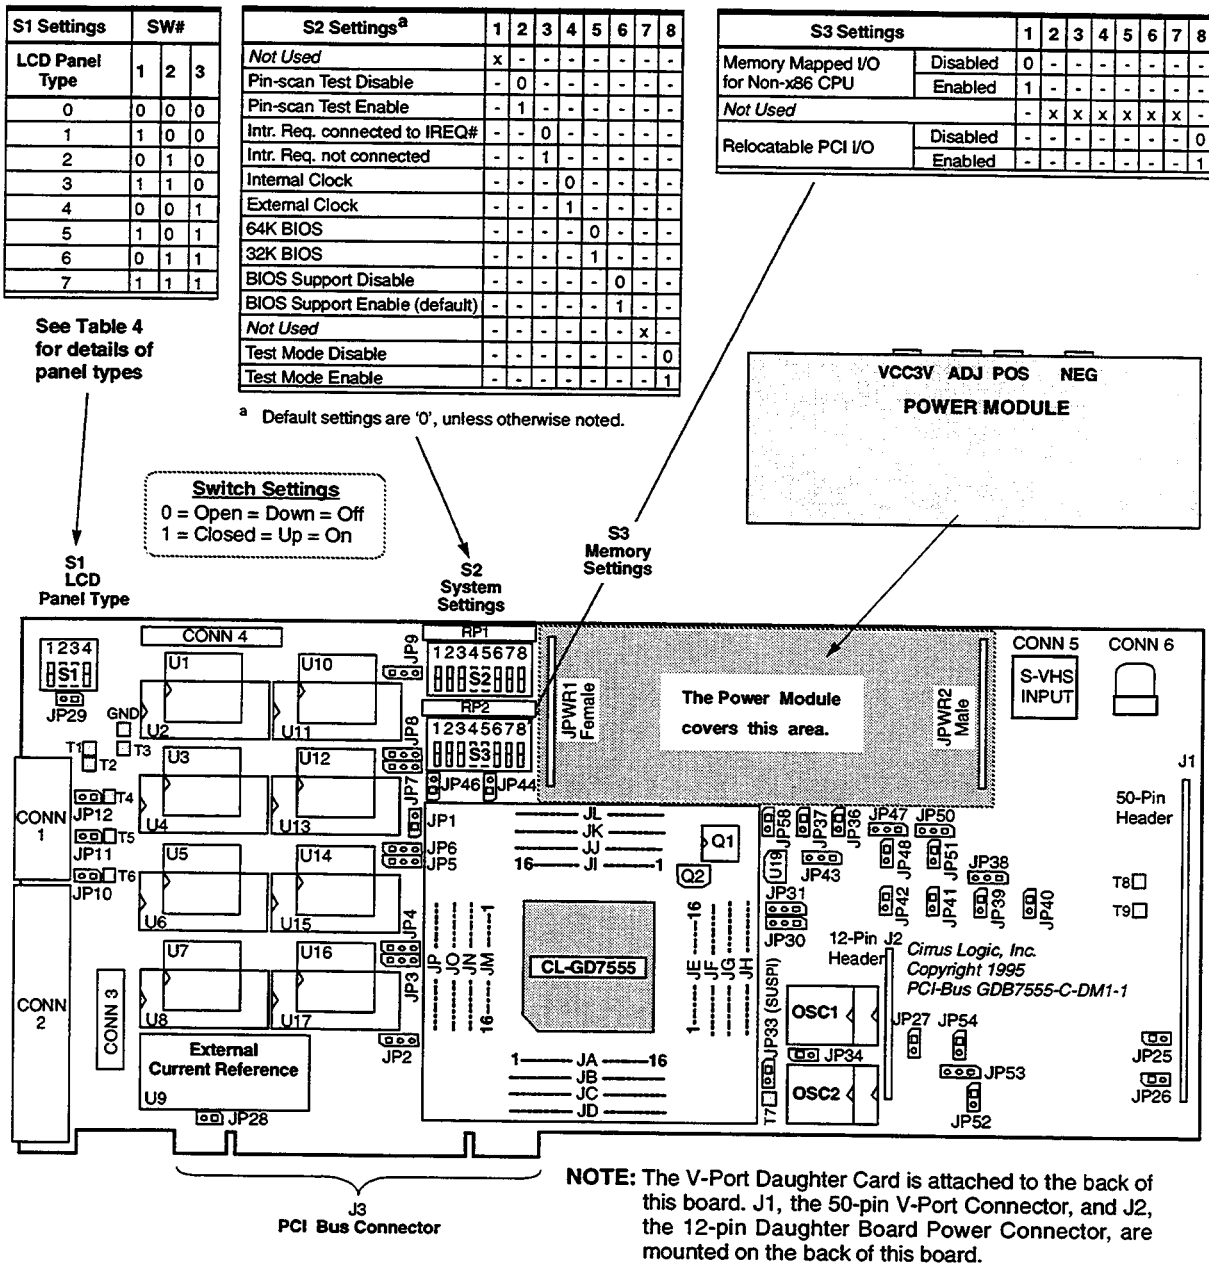 S1 Settings SW#
LCD Panel Type 1 2 3
0 0 0 0
1 1 0 0
2 0 1 0
3 1 1 0
4 0 0 1
5 1 0 1
6 0 1 1
7 1 1 1
See Table 4
for details of
panel types
S2 Settings a 1 2 3 4 5 6 7 8
Not Used x - - - - - - -
Pin-scan Test Disable - 0 - - - - - -
Pin-scan Test Enable - 1 - - - - - -
Intr. Req. connected to IREQ# - - 0 - - - - -
Intr. Req. not connected - - 1 - - - - -
Internal Clock - - - 0 - - - -
External Clock - - - 1 - - - -
64K BIOS - - - - 0 - - -
32K BIOS - - - - 1 - - -
BIOS Support Disable - - - - - 0 - -
BIOS Support Enable (default) - - - - - 1 - -
Not Used - - - - - - x -
Test Mode Disable - - - - - - - 0
Test Mode Enable - - - - - - - 1
a Default settings are '0', unless otherwise noted.
S3 Settings 1 2 3 4 5 6 7 8
Memory Mapped I/O for Non-x86 CPU Disabled 0 - - - - - - -
Enabled 1 - - - - - - -
Not Used - x x x x x x -
Relocatable PCI I/O Disabled - - - - - - - 0
Enabled - - - - - - - 1
VCC3V ADJ POS NEG
POWER MODULE
Switch Settings
0 = Open = Down = Off
1 = Closed = Up = On
S1
LCD
Panel Type
S2
System
Settings
S3
Memory
Settings
1234
S1
JP29
CONN 4
GND
T1
T2
T3
CONN
1
T4
JP12
T5
JP11
T6
JP10
CONN
2
CONN 3
U1
U2
U10
U11
U3
U4
U12
U13
U5
U6
U14
U15
U7
U8
U16
U17
External
Current Reference
U9
JP28
JP9
JP8
JP7
JP1
JP6
JP5
JP4
JP3
JP2
RP1
12345678
S2
RP2
12345678
S3
JP46
JP44
JPWR1
Female
The Power Module
covers this area.
JPWR2
Male
CONN 5
S-VHS
INPUT
CONN 6
J1
50-Pin
Header
JL
JK
JJ
16 JI 1
Q1
Q2
JP
JO
JN
16 JM 1
CL-GD7555
1 JE 16
JF
JG
JH
1 JA 16
JB
JC
JD
JP58
JP37
JP36
JP47
JP50
U19
JP43
JP48
JP51
JP38
JP31
JP30
JP42
JP41
JP39
JP40
T8
T9
12-Pin
Header
J2
Cirrus Logic, Inc.
Copyright 1995
PCI-Bus GDB7555-C-DM1-1
JP33 (SUSPI)
OSC1
JP34
OSC2
T7
JP27
JP54
JP53
JP52
JP25
JP26
J3
PCI Bus Connector
NOTE: The V-Port Daughter Card is attached to the back of
this board. J1, the 50-pin V-Port Connector, and J2,
the 12-pin Daughter Board Power Connector, are
mounted on the back of this board.